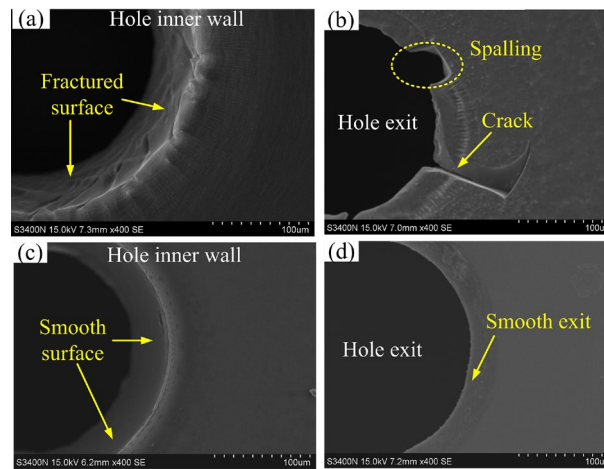 (a)
Hole inner wall
Fractured
surface
S3400N 15.0kV 7.3mm x400 SE
100um
(b)
Spalling
Hole exit
Crack
S3400N 15.0kV 7.0mm x400 SE
100um
(c)
Hole inner wall
Smooth
surface
S3400N 15.0kV 6.2mm x400 SE
100um
(d)
Smooth exit
Hole exit
S3400N 15.0kV 7.2mm x400 SE
100um